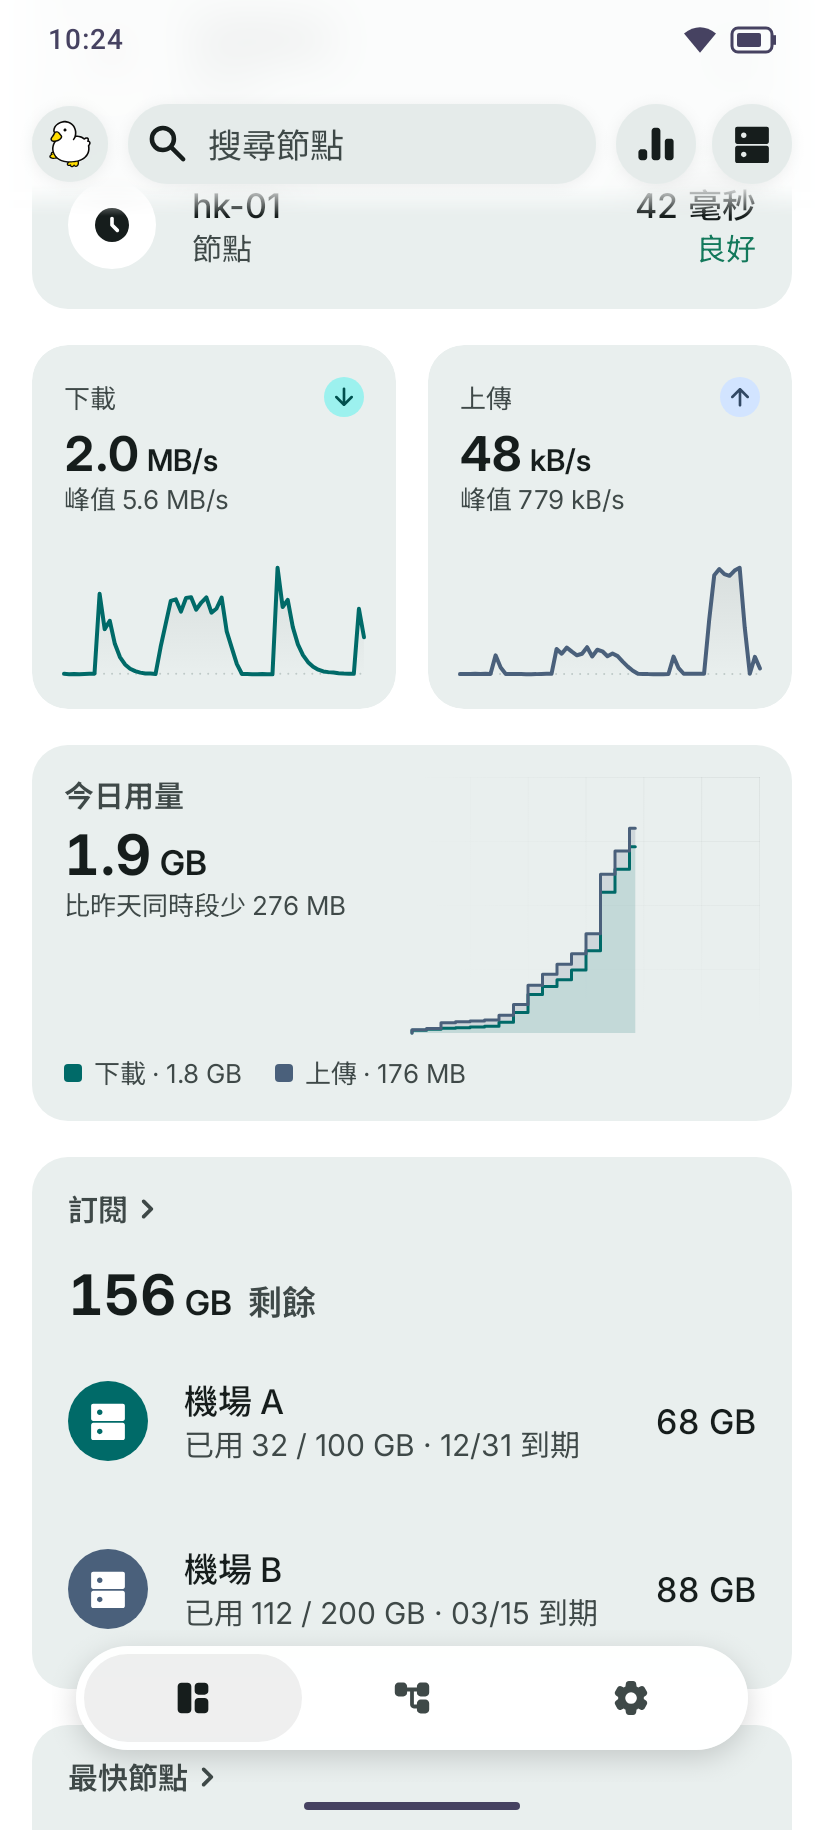 10:24
搜尋節點
hk-01
42 毫秒
節點
良好
下載
2.0 MB/s
峰值 5.6 MB/s
上傳
48 kB/s
峰值 779 kB/s
今日用量
1.9 GB
比昨天同時段少 276 MB
下載 · 1.8 GB
上傳 · 176 MB
訂閱
156 GB 剩餘
機場 A
已用 32 / 100 GB · 12/31 到期
68 GB
機場 B
已用 112 / 200 GB · 03/15 到期
88 GB
最快節點